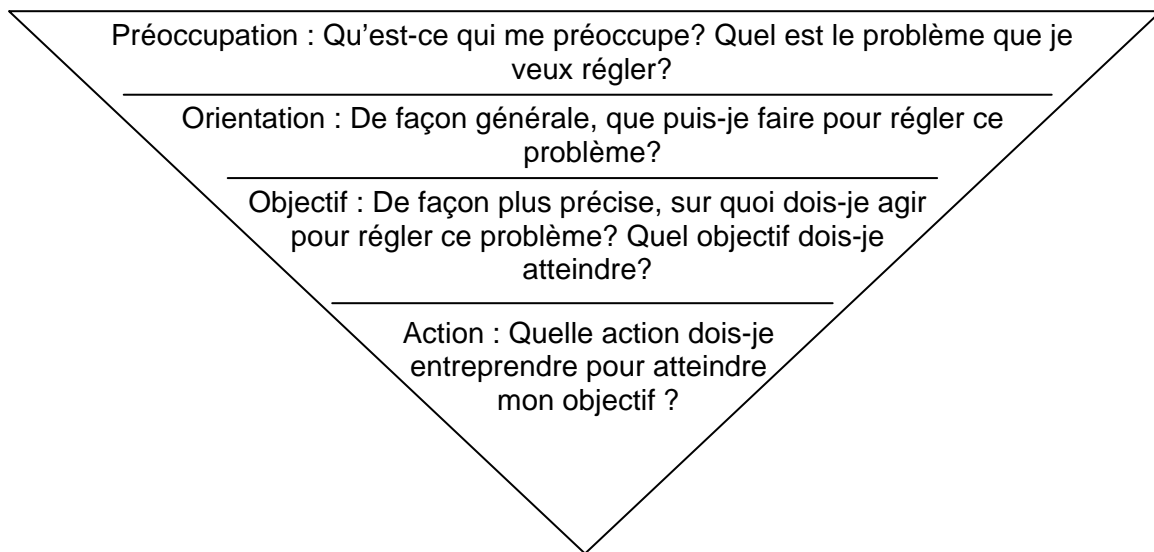 Préoccupation : Qu’est-ce qui me préoccupe? Quel est le problème que je
veux régler?
Orientation : De façon générale, que puis-je faire pour régler ce
problème?
Objectif : De façon plus précise, sur quoi dois-je agir
pour régler ce problème? Quel objectif dois-je
atteindre?
Action : Quelle action dois-je
entreprendre pour atteindre
mon objectif ?